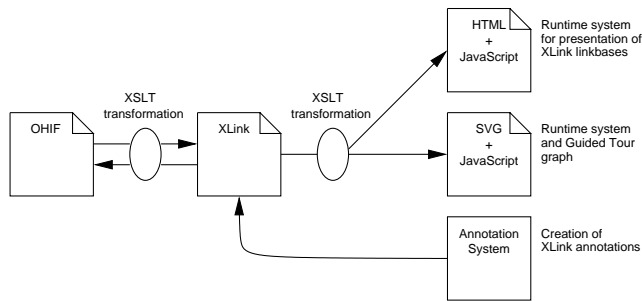 HTML
+
JavaScript
Runtime system
for presentation of
XLink linkbases
XSLT
transformation
XSLT
transformation
OHIF
XLink
SVG
+
JavaScript
Runtime system
and Guided Tour
graph
Annotation
System
Creation of
XLink annotations